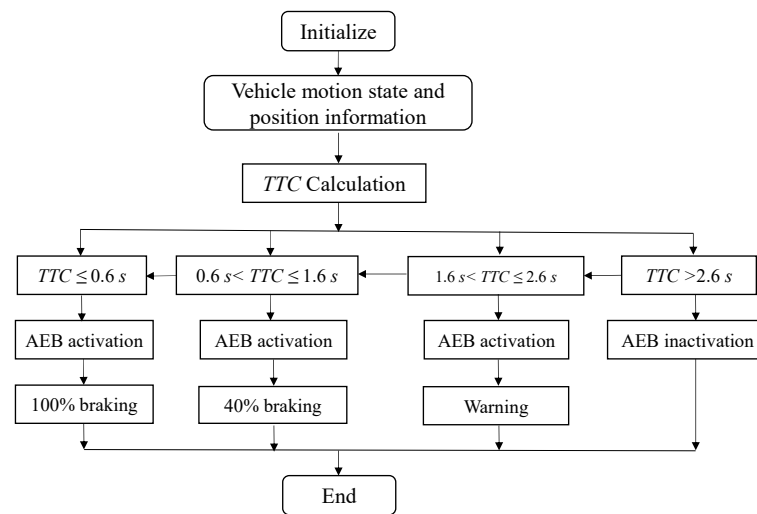 Initialize
Vehicle motion state and
position information
TTC Calculation
TTC ≤ 0.6 s
0.6 s< TTC ≤ 1.6 s
1.6 s< TTC ≤ 2.6 s
TTC >2.6 s
AEB activation
AEB activation
AEB activation
AEB inactivation
100% braking
40% braking
Warning
End